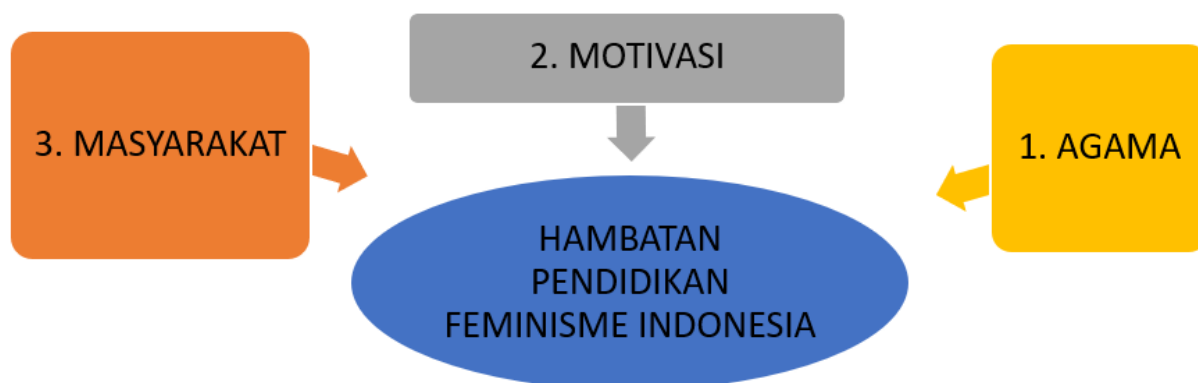 2. MOTIVASI
3. MASYARAKAT
1. AGAMA
HAMBATAN
PENDIDIKAN
FEMINISME INDONESIA